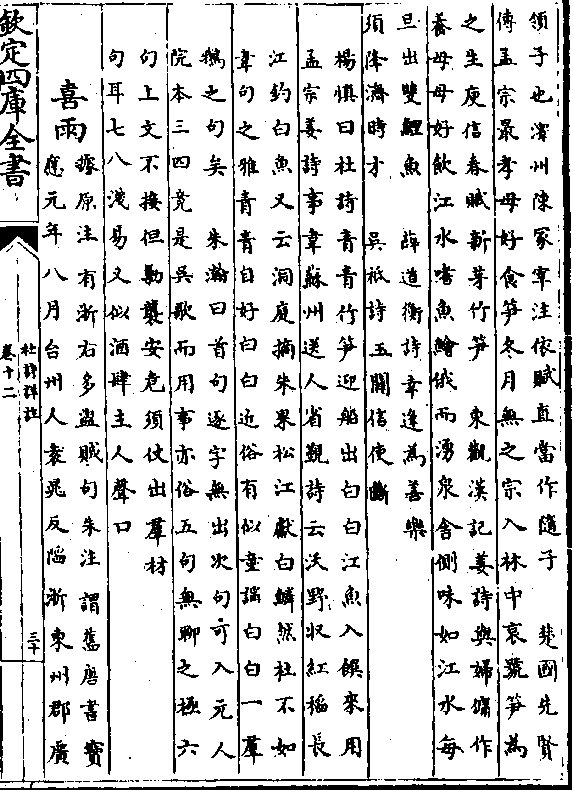 領子也濱州陳冢宰注依賦直當作隨子　楚國先賢
傳孟宗最孝母好食筍冬月無之宗入林中哀號筍為
之生庾信春賦新芽竹筍　東觀漢記姜詩與婦傭作
養母母好飲江水嗜魚鱠俄而湧泉舍側味如江水每
旦出雙鯉魚　薛道衡詩幸逢為善樂
須降濟時才　吳祗詩五關信使斷
楊慎曰杜詩青青竹筍迎船出白白江魚入饌來用
孟宗姜詩事韋蘇州送人省覲詩云沃野收紅稻長
江釣白魚又云洞庭摘朱果松江獻白鱗然杜不如
韋句之雅青青自好白白近俗有似童謠白白一羣
鵝之句矣　朱瀚曰首句逐字無出次句可入元人
院本三四竟是吳歌而用事亦俗五句無聊之極六
句上文不接但勦襲安危須仗出羣材
句耳七八淺易又似酒肆主人聲口
喜雨
據原注有浙右多盜賊句朱注謂舊唐書寶
應元年八月台州人袁晁反陷浙東州郡廣
欽定四庫全書
杜詩詳註
卷十二
三十